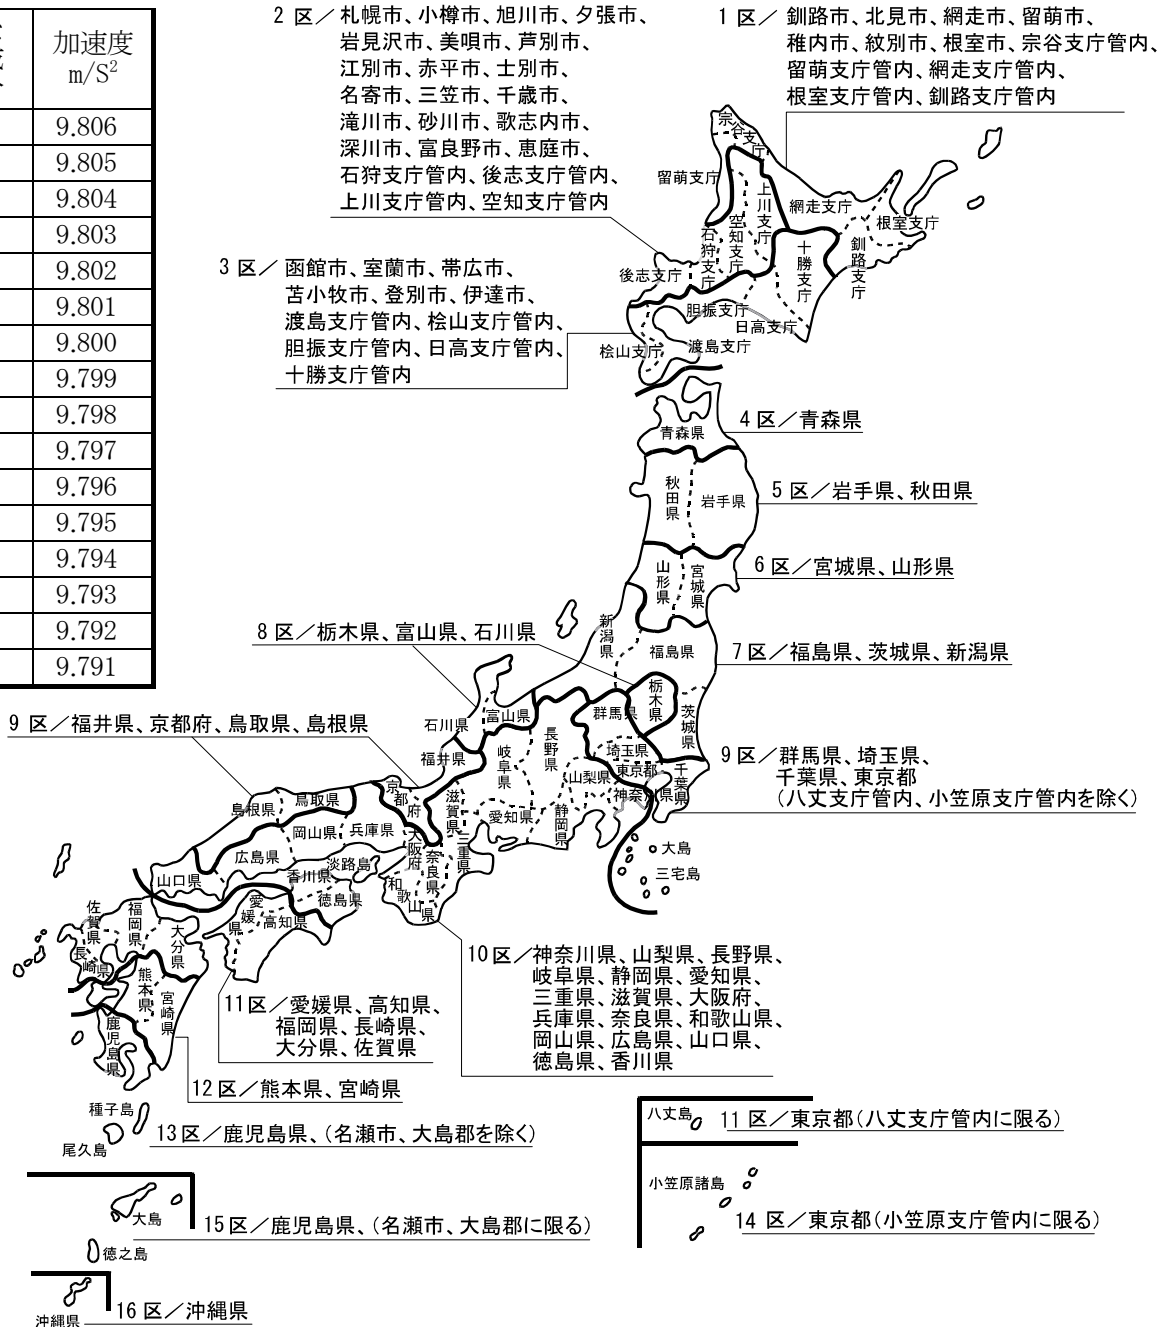 加速度
m/S²
9.806
9.805
9.804
9.803
9.802
9.801
9.800
9.799
9.798
9.797
9.796
9.795
9.794
9.793
9.792
9.791
2 区／札幌市、小樽市、旭川市、夕張市、
岩見沢市、美唄市、芦別市、
江別市、赤平市、士別市、
名寄市、三笠市、千歳市、
滝川市、砂川市、歌志内市、
深川市、富良野市、恵庭市、
石狩支庁管内、後志支庁管内、
上川支庁管内、空知支庁管内
1 区／ 釧路市、北見市、網走市、留萌市、
稚内市、紋別市、根室市、宗谷支庁管内、
留萌支庁管内、網走支庁管内、
根室支庁管内、釧路支庁管内
3 区／ 函館市、室蘭市、帯広市、
苫小牧市、登別市、伊達市、
渡島支庁管内、桧山支庁管内、
胆振支庁管内、日高支庁管内、
十勝支庁管内
宗谷支庁
留萌支庁
上川支庁
網走支庁
根室支庁
空知支庁
石狩支庁
十勝支庁
釧路支庁
後志支庁
胆振支庁
日高支庁
桧山支庁
渡島支庁
4 区／青森県
青森県
秋田県
岩手県
5 区／岩手県、秋田県
山形県
宮城県
6 区／宮城県、山形県
新潟県
福島県
8 区／栃木県、富山県、石川県
7 区／福島県、茨城県、新潟県
栃木県
茨城県
群馬県
石川県
富山県
長野県
9 区／福井県、京都府、鳥取県、島根県
福井県
岐阜県
埼玉県
東京都
千葉県
山梨県
神奈川県
9 区／群馬県、埼玉県、
千葉県、東京都
(八丈支庁管内、小笠原支庁管内を除く)
京都府
滋賀県
愛知県
静岡県
島根県
鳥取県
岡山県
兵庫県
大阪府
奈良県
三重県
広島県
淡路島
山口県
香川県
徳島県
和歌山県
大島
三宅島
愛媛県
高知県
佐賀県
福岡県
大分県
長崎県
熊本県
宮崎県
鹿児島県
10 区／神奈川県、山梨県、長野県、
岐阜県、静岡県、愛知県、
三重県、滋賀県、大阪府、
兵庫県、奈良県、和歌山県、
岡山県、広島県、山口県、
徳島県、香川県
11 区／愛媛県、高知県、
福岡県、長崎県、
大分県、佐賀県
12 区／熊本県、宮崎県
種子島
尾久島
13 区／鹿児島県、(名瀬市、大島郡を除く)
八丈島
11 区／東京都(八丈支庁管内に限る)
小笠原諸島
14 区／東京都(小笠原支庁管内に限る)
大島
15 区／鹿児島県、(名瀬市、大島郡に限る)
徳之島
16 区／沖縄県
沖縄県